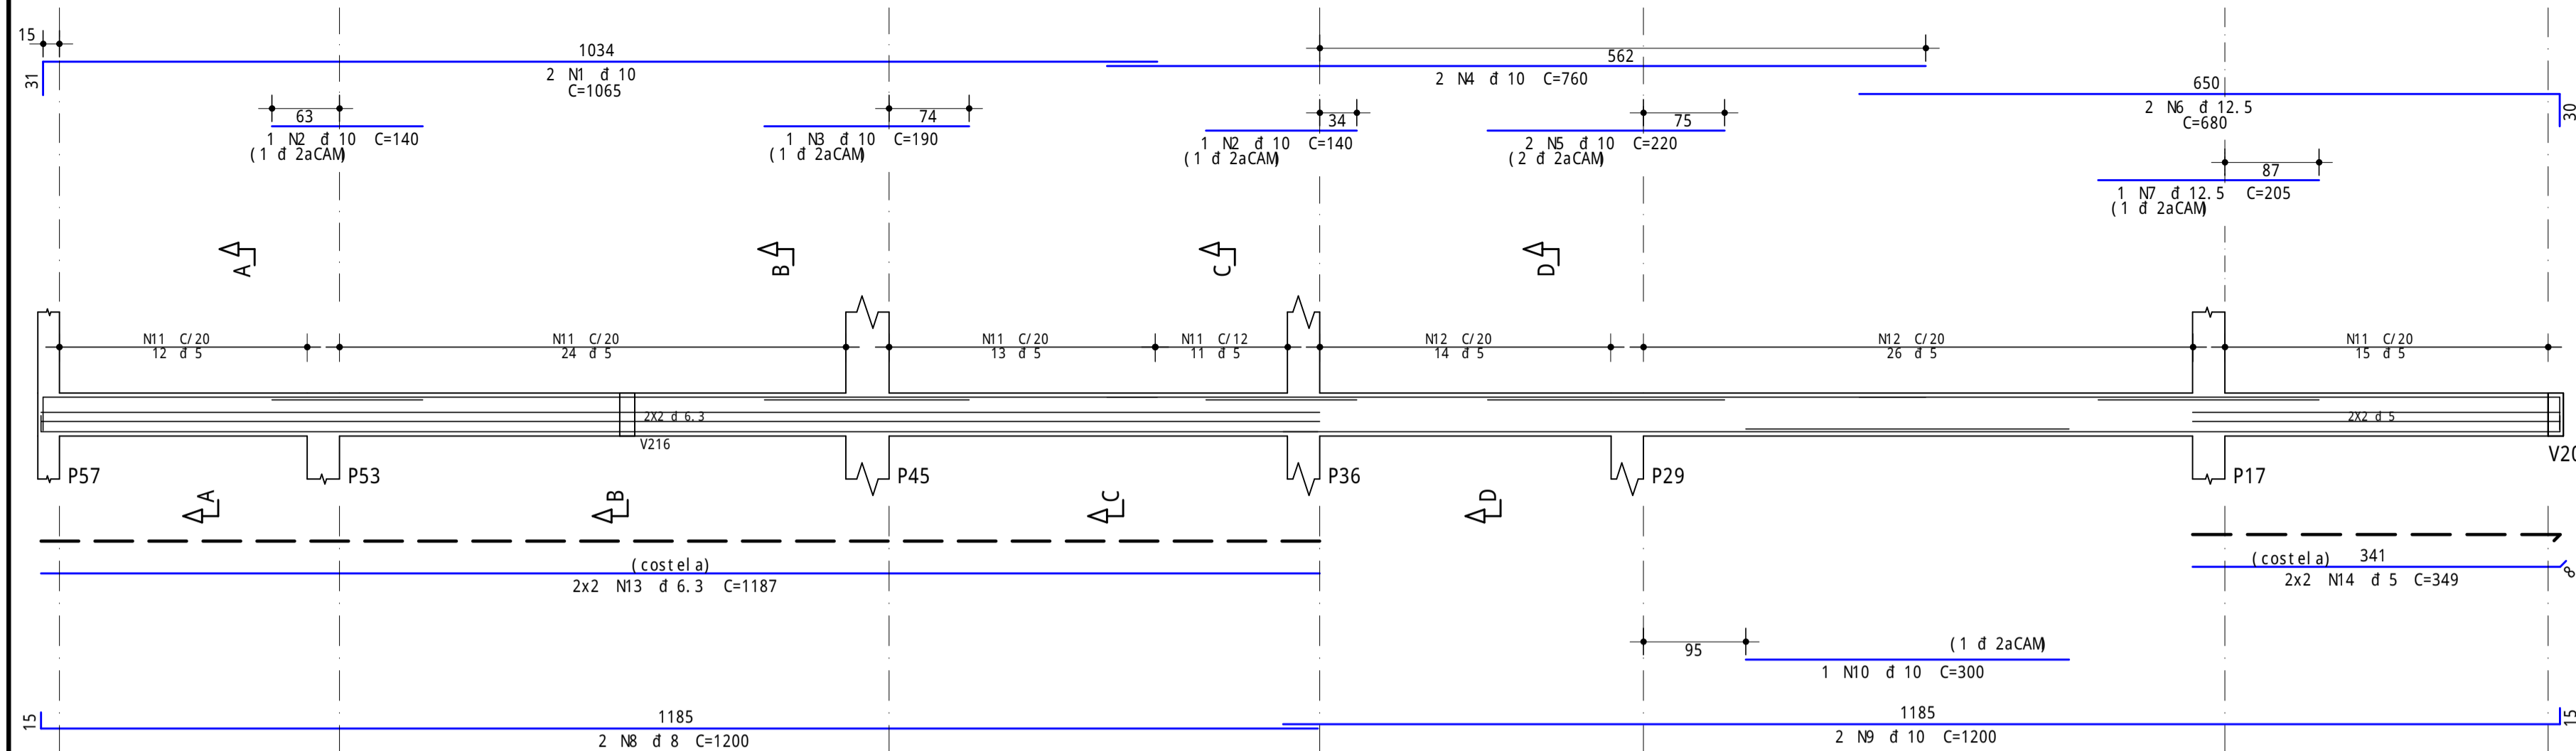 15
1034
562
31
2 N1 đ 10
C=1065
2 N4 đ 10 C=760
650
2 N6 đ 12.5
C=680
30
63
1 N2 đ 10 C=140
(1 đ 2aCAM)
74
1 N3 đ 10 C=190
(1 đ 2aCAM)
34
1 N2 đ 10 C=140
(1 đ 2aCAM)
75
2 N5 đ 10 C=220
(2 đ 2aCAM)
87
1 N7 đ 12.5 C=205
(1 đ 2aCAM)
A
B
C
D
N11 C/20
12 đ 5
N11 C/20
24 đ 5
N11 C/20
13 đ 5
N11 C/12
11 đ 5
N12 C/20
14 đ 5
N12 C/20
26 đ 5
N11 C/20
15 đ 5
2X2 đ 6.3
2X2 đ 5
V216
V20
P57
P53
P45
P36
P29
P17
A
B
C
D
(costela)
2x2 N13 đ 6.3 C=1187
(costela) 341
2x2 N14 đ 5 C=349
8
95
(1 đ 2aCAM)
1 N10 đ 10 C=300
15
1185
2 N8 đ 8 C=1200
1185
2 N9 đ 10 C=1200
15